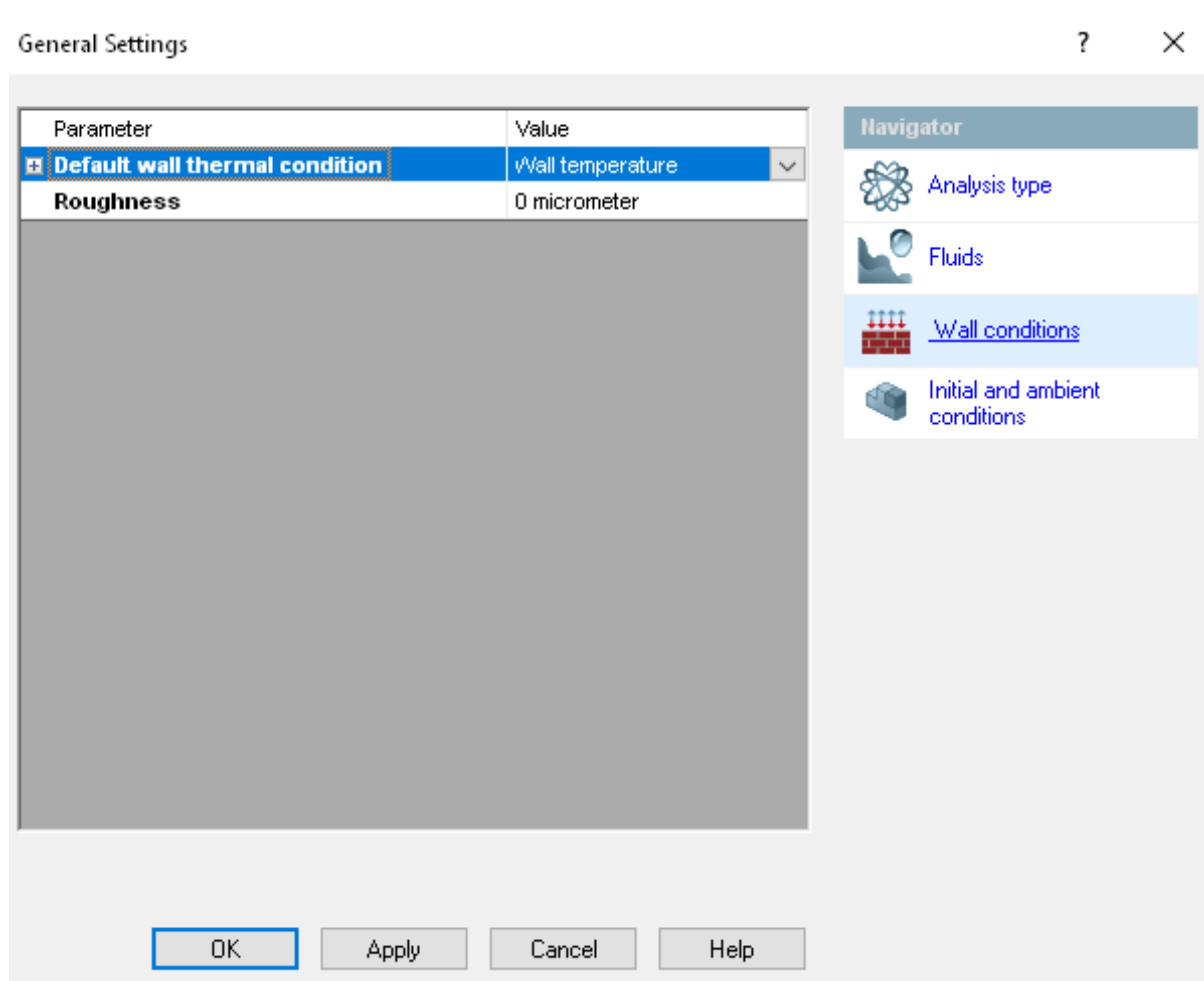 General Settings
?
Parameter Value
Default wall thermal condition Wall temperature
Roughness 0 micrometer
Navigator
Analysis type
Fluids
Wall conditions
Initial and ambient
conditions
OK Apply Cancel Help